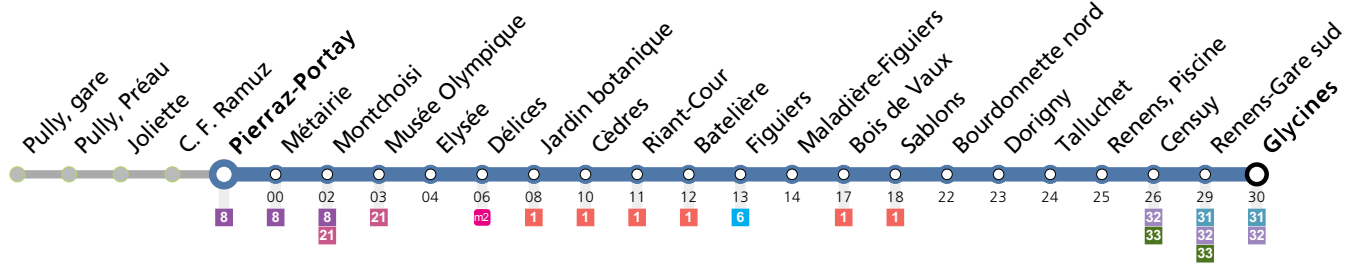 Pully, gare
Pully, Préau
Joliette
C. F. Ramuz
Pierraz-Portay
Métairie
Montchoisi
Musée Olympique
Elysée
Délices
Jardin botanique
Cèdres
Riant-Cour
Batelière
Figuiers
Maladière-Figuiers
Bois de Vaux
Sablons
Bourdonnette nord
Dorigny
Talluchet
Renens, Piscine
Censuy
Renens-Gare sud
Glycines
00 02 03 04 06 08 10 11 12 13 14 17 18 22 23 24 25 26 29 30
8 8 8 21 m2 1 1 1 1 6 1 1 32 31 31
21 33 32 32
33